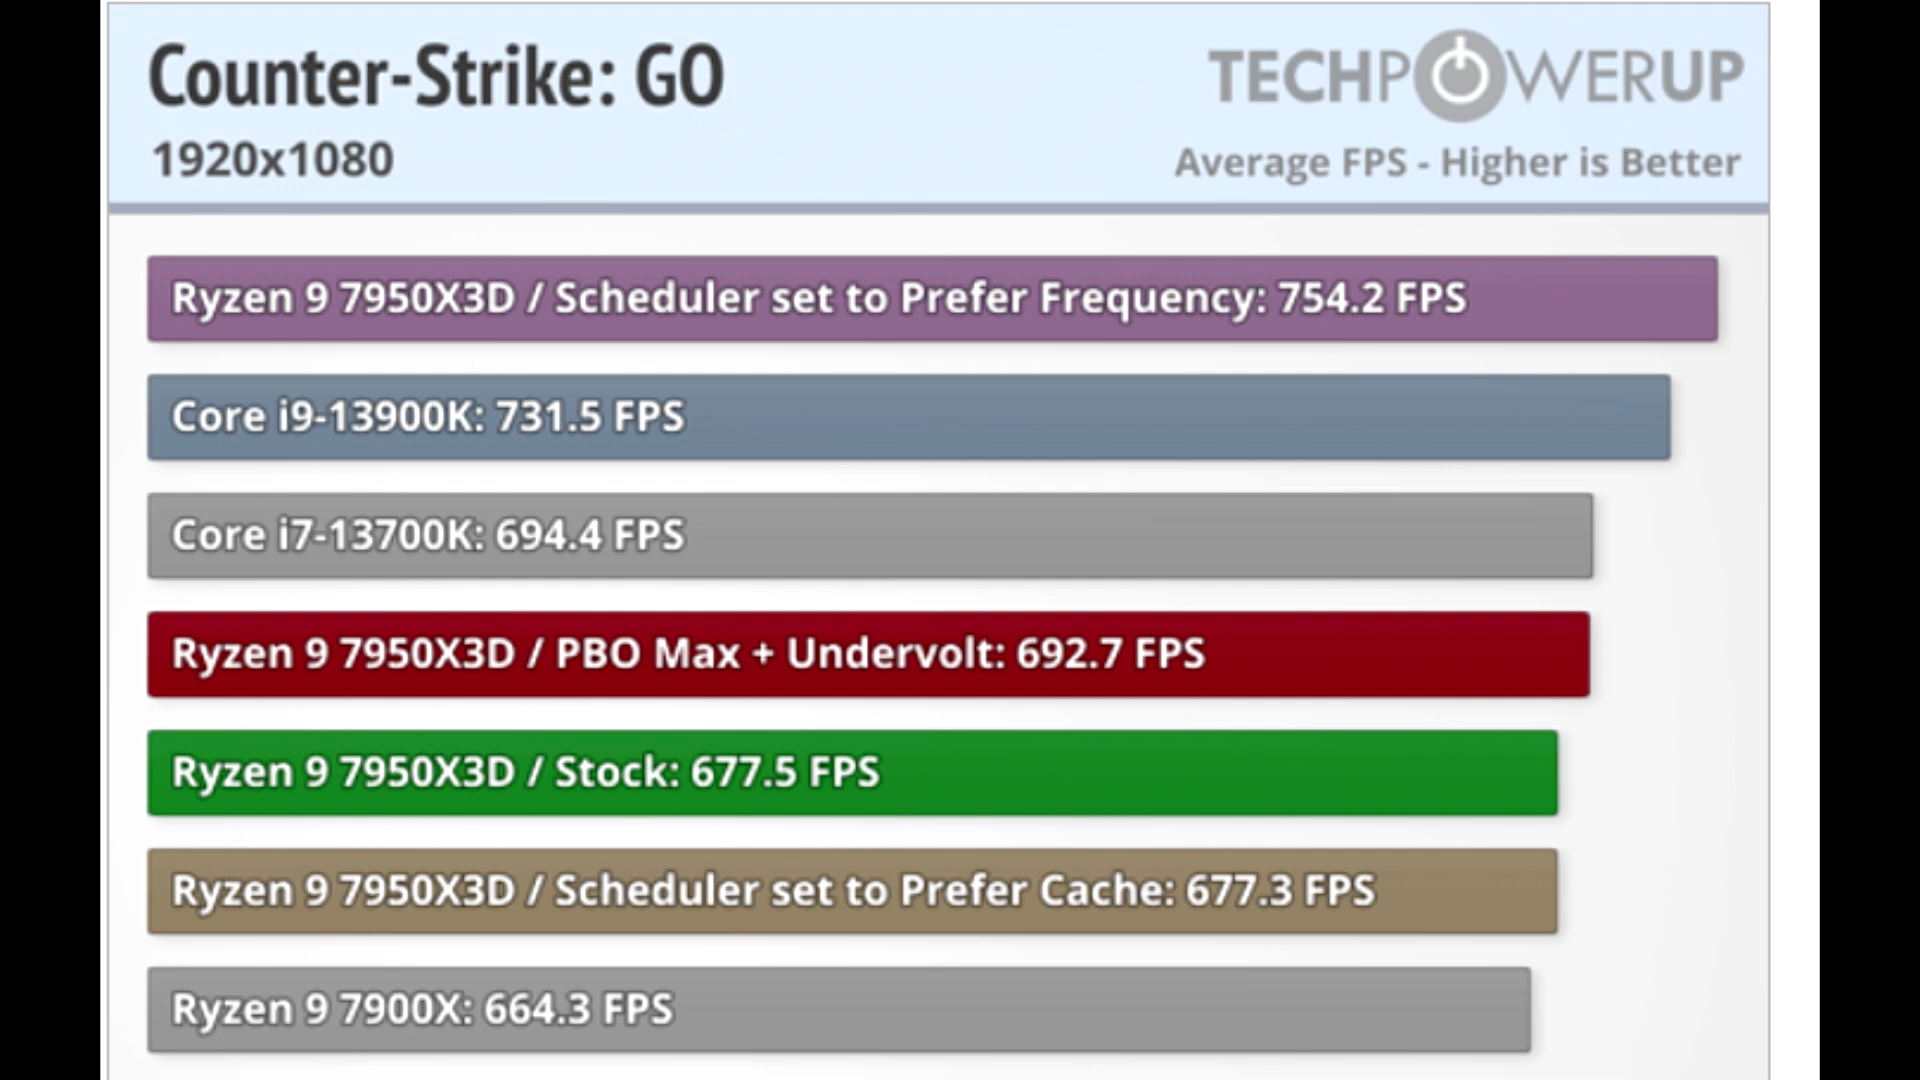 Counter-Strike: GO
TECHPOWERUP
1920x1080
Average FPS - Higher is Better
Ryzen 9 7950X3D / Scheduler set to Prefer Frequency: 754.2 FPS
Core i9-13900K: 731.5 FPS
Core i7-13700K: 694.4 FPS
Ryzen 9 7950X3D / PBO Max + Undervolt: 692.7 FPS
Ryzen 9 7950X3D / Stock: 677.5 FPS
Ryzen 9 7950X3D / Scheduler set to Prefer Cache: 677.3 FPS
Ryzen 9 7900X: 664.3 FPS